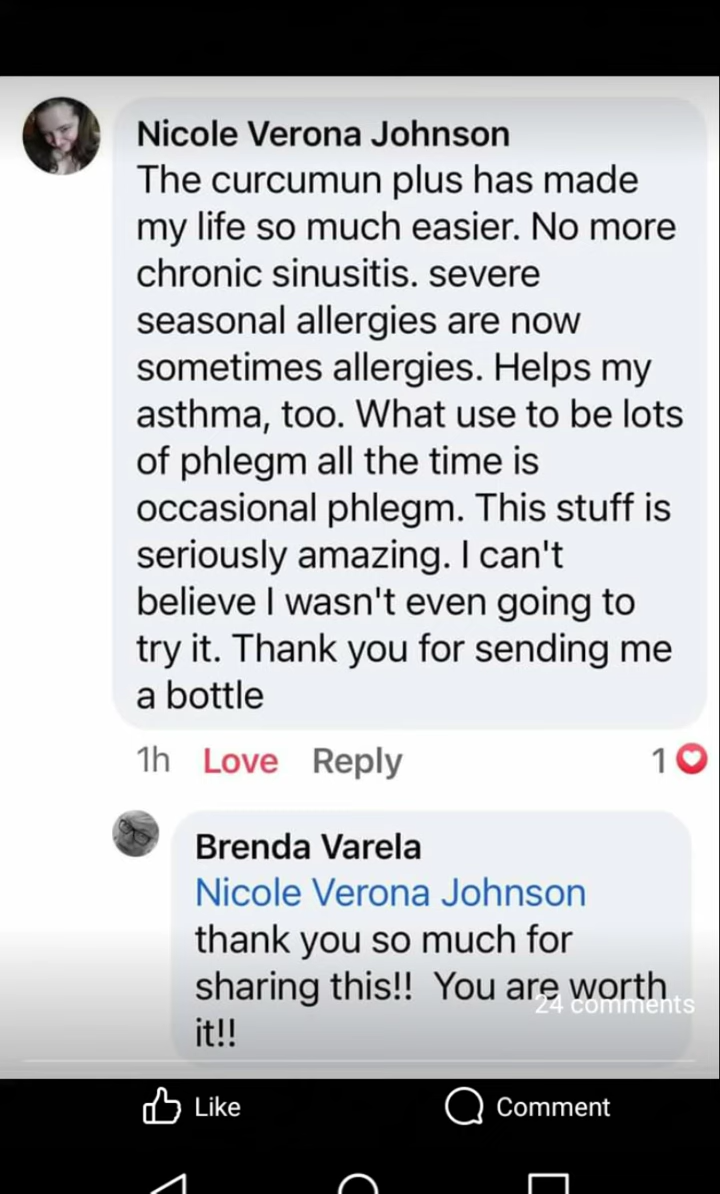 Nicole Verona Johnson
The curcumun plus has made
my life so much easier. No more
chronic sinusitis. severe
seasonal allergies are now
sometimes allergies. Helps my
asthma, too. What use to be lots
of phlegm all the time is
occasional phlegm. This stuff is
seriously amazing. I can't
believe I wasn't even going to
try it. Thank you for sending me
a bottle
1h Love Reply 1
Brenda Varela
Nicole Verona Johnson
thank you so much for
sharing this!! You are worth
24 comments
it!!
Like Comment